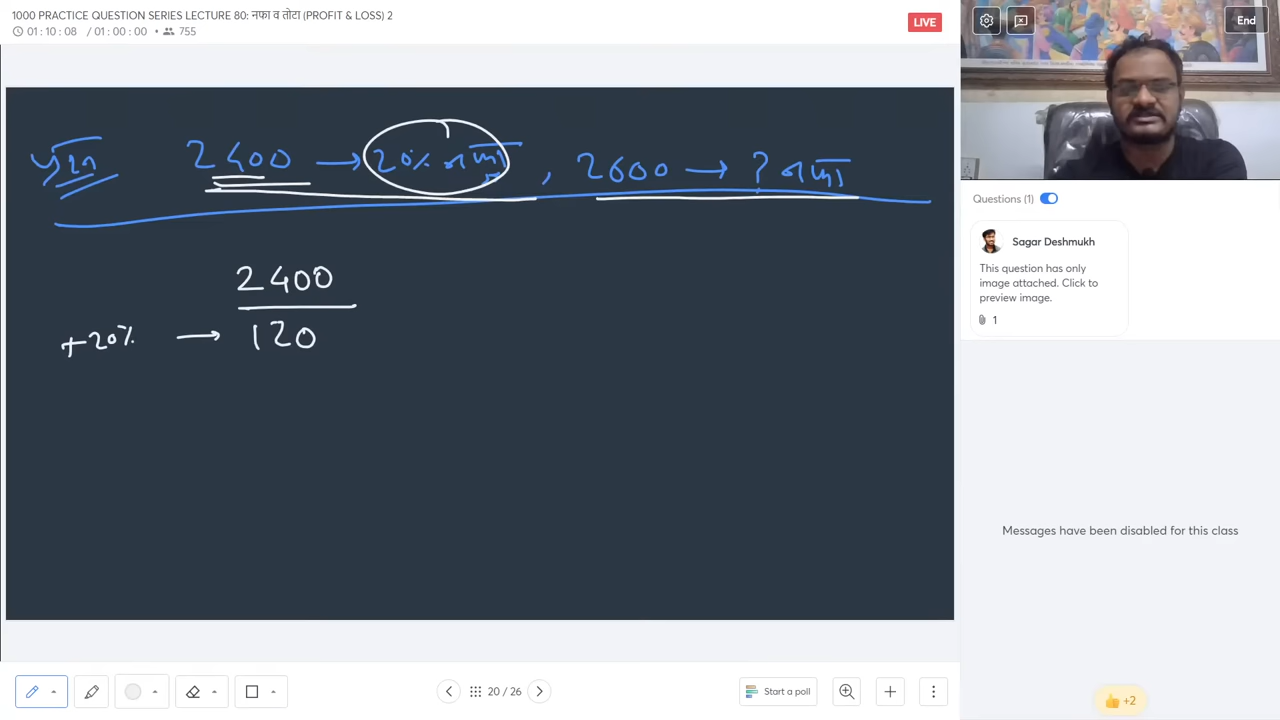 1000 PRACTICE QUESTION SERIES LECTURE 80: नफा व तोटा (PROFIT & LOSS) 2
01 : 10 : 08 / 01 : 00 : 00 • 755
LIVE
End
2400 → 20% नफा , 2600 → ? नफा
2400
+20% → 120
Questions (1)
Sagar Deshmukh
This question has only
image attached. Click to
preview image.
1
Messages have been disabled for this class
20 / 26
Start a poll
+2